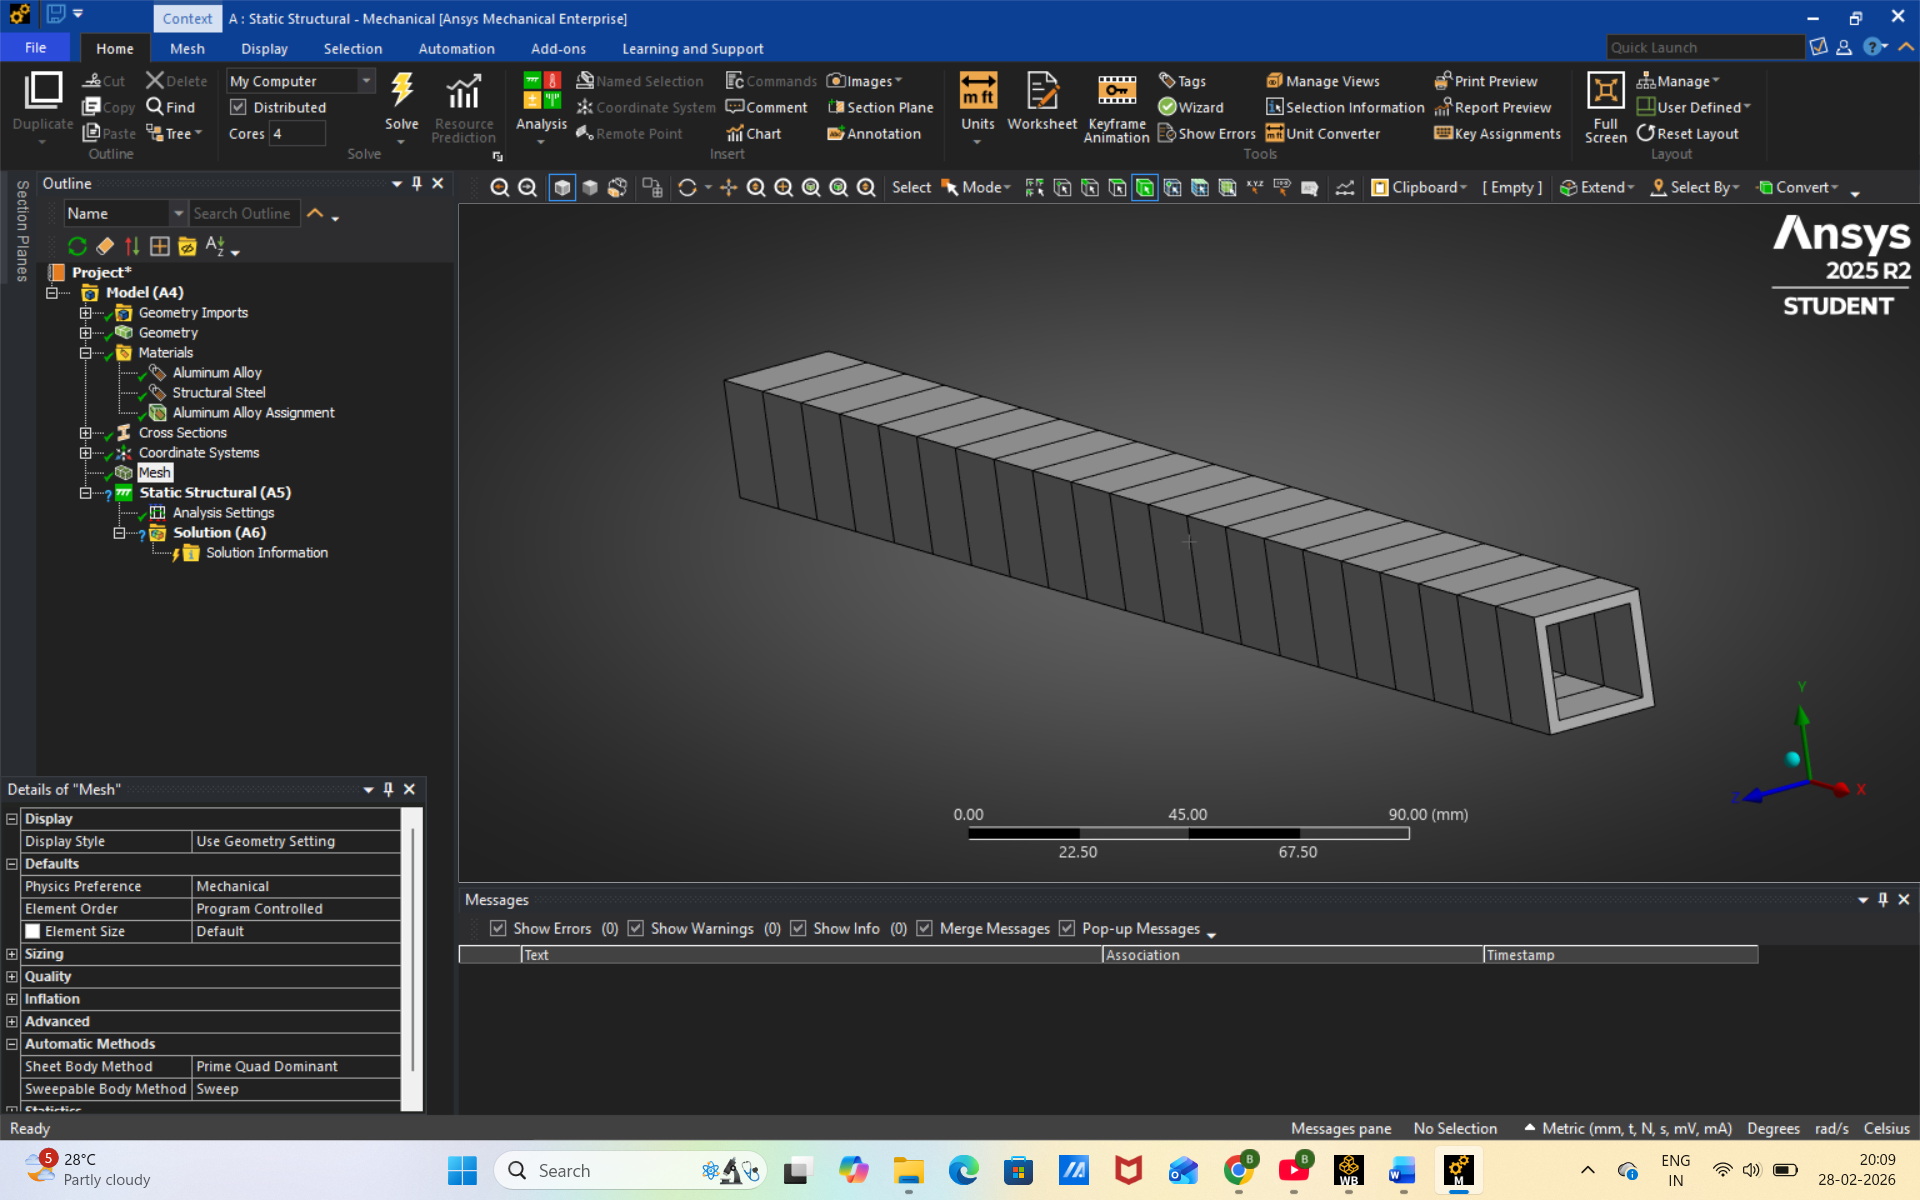 Context
A : Static Structural - Mechanical [Ansys Mechanical Enterprise]
File
Home
Mesh
Display
Selection
Automation
Add-ons
Learning and Support
Quick Launch
Duplicate
Cut
Copy
Paste
Delete
Find
Tree
Outline
My Computer
Distributed
Cores 4
Solve
Resource
Prediction
Solve
Analysis
Named Selection
Coordinate System
Remote Point
Commands
Comment
Chart
Images
Section Plane
Annotation
Insert
Units
Worksheet
Keyframe
Animation
Tags
Wizard
Show Errors
Manage Views
Selection Information
Unit Converter
Print Preview
Report Preview
Key Assignments
Tools
Full
Screen
Manage
User Defined
Reset Layout
Layout
Section Planes
Outline
Name
Search Outline
Select
Mode
Clipboard
[ Empty ]
Extend
Select By
Convert
Project*
Model (A4)
Geometry Imports
Geometry
Materials
Aluminum Alloy
Structural Steel
Aluminum Alloy Assignment
Cross Sections
Coordinate Systems
Mesh
Static Structural (A5)
Analysis Settings
Solution (A6)
Solution Information
Ansys
2025 R2
STUDENT
Y
X
Z
0.00 45.00 90.00 (mm)
22.50 67.50
Details of "Mesh"
Display
Display Style Use Geometry Setting
Defaults
Physics Preference Mechanical
Element Order Program Controlled
Element Size Default
Sizing
Quality
Inflation
Advanced
Automatic Methods
Sheet Body Method Prime Quad Dominant
Sweepable Body Method Sweep
Statistics
Messages
Show Errors (0) Show Warnings (0) Show Info (0) Merge Messages Pop-up Messages
Text Association Timestamp
Ready
Messages pane No Selection Metric (mm, t, N, s, mV, mA) Degrees rad/s Celsius
5
28°C
Partly cloudy
Search
B
B
WB
W
M
ENG
IN
20:09
28-02-2026